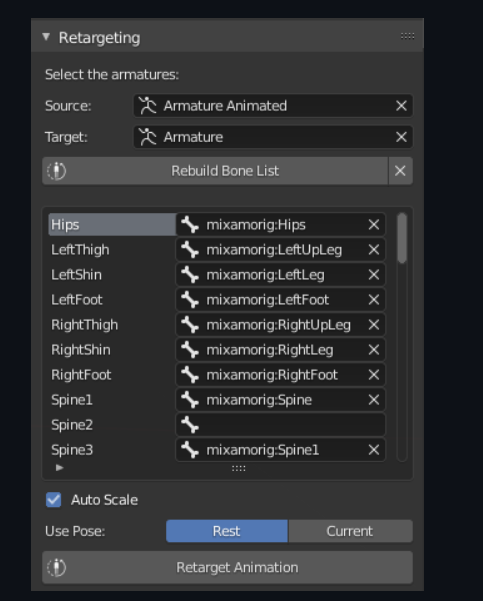 Retargeting
Select the armatures:
Source: Armature Animated
Target: Armature
Rebuild Bone List
Hips mixamorig:Hips
LeftThigh mixamorig:LeftUpLeg
LeftShin mixamorig:LeftLeg
LeftFoot mixamorig:LeftFoot
RightThigh mixamorig:RightUpLeg
RightShin mixamorig:RightLeg
RightFoot mixamorig:RightFoot
Spine1 mixamorig:Spine
Spine2
Spine3 mixamorig:Spine1
Auto Scale
Use Pose: Rest Current
Retarget Animation